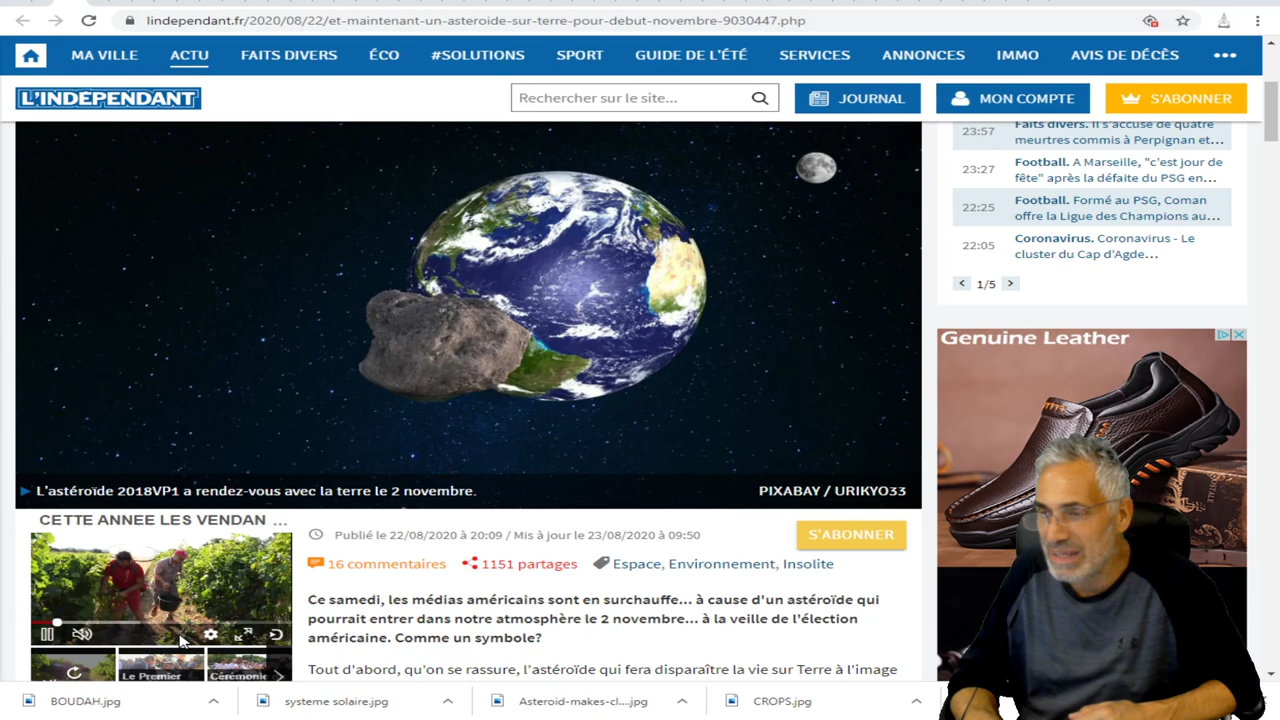 lindependant.fr/2020/08/22/et-maintenant-un-asteroide-sur-terre-pour-debut-novembre-9030447.php
MA VILLE ACTU FAITS DIVERS ÉCO #SOLUTIONS SPORT GUIDE DE L'ÉTÉ SERVICES ANNONCES IMMO AVIS DE DÉCÈS
L'INDÉPENDANT Rechercher sur le site... JOURNAL MON COMPTE S'ABONNER
23:57 Faits divers. Il s'accuse de quatre
meurtres commis à Perpignan et...
23:27 Football. A Marseille, "c'est jour de
fête" après la défaite du PSG en...
22:25 Football. Formé au PSG, Coman
offre la Ligue des Champions au...
22:05 Coronavirus. Coronavirus - Le
cluster du Cap d'Agde...
< 1/5 >
Genuine Leather
L'astéroïde 2018VP1 a rendez-vous avec la terre le 2 novembre. PIXABAY / URIKYO33
CETTE ANNEE LES VENDAN ...
Publié le 22/08/2020 à 20:09 / Mis à jour le 23/08/2020 à 09:50 S'ABONNER
16 commentaires 1151 partages Espace, Environnement, Insolite
Ce samedi, les médias américains sont en surchauffe... à cause d'un astéroïde qui
pourrait entrer dans notre atmosphère le 2 novembre... à la veille de l'élection
américaine. Comme un symbole?
Tout d'abord, qu'on se rassure, l'astéroïde qui fera disparaître la vie sur Terre à l'image
Le Premier Cérémonie
BOUDAH.jpg systeme solaire.jpg Asteroid-makes-cl....jpg CROPS.jpg